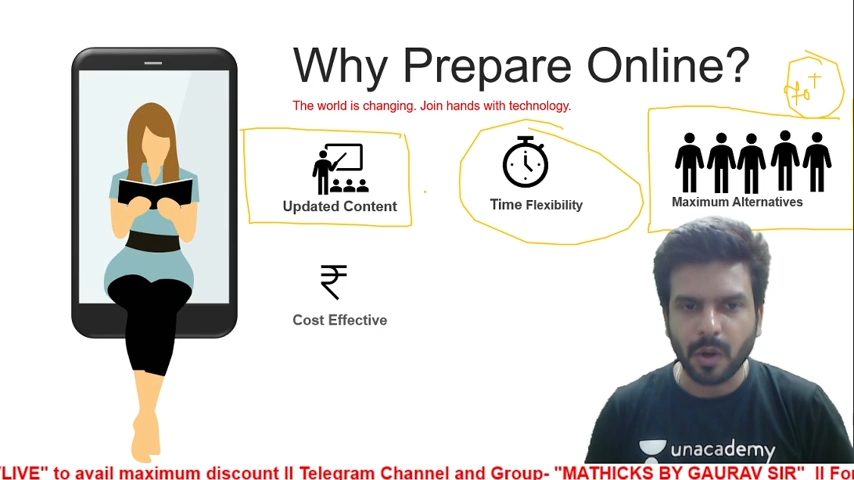 Why Prepare Online?
The world is changing. Join hands with technology.
70+
Updated Content
Time Flexibility
Maximum Alternatives
₹
Cost Effective
unacademy
LIVE" to avail maximum discount II Telegram Channel and Group- "MATHICKS BY GAURAV SIR" II For